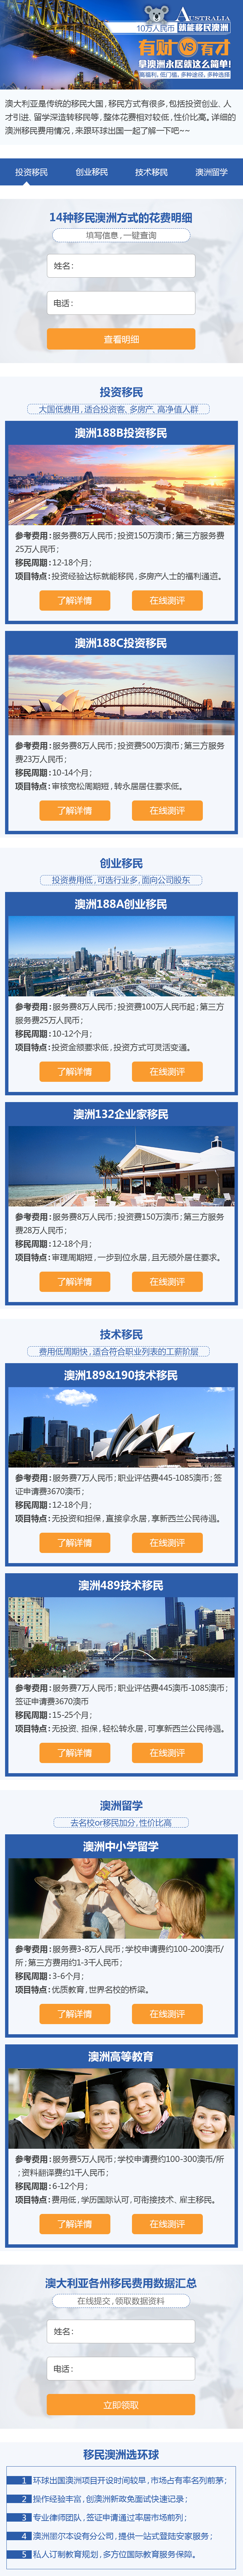 AUSTRALIA
10万人民币 就能移民澳洲
有财VS有才
拿澳洲永居就这么简单!
高福利, 低门槛, 多种途径, 多种选择
澳大利亚是传统的移民大国, 移民方式有很多, 包括投资创业、人
才引进、留学深造转移民等, 整体花费相对较低, 性价比高。详细的
澳洲移民费用情况, 来跟环球出国一起了解一下吧~~
投资移民 创业移民 技术移民 澳洲留学
14种移民澳洲方式的花费明细
填写信息, 一键查询
姓名:
电话:
查看明细
投资移民
大国低费用, 适合投资客、多房产、高净值人群
澳洲188B投资移民
参考费用: 服务费8万人民币; 投资150万澳币; 第三方服务费
25万人民币;
移民周期: 12-18个月;
项目特点: 投资经验达标就能移民, 多房产人士的福利通道。
了解详情 在线测评
澳洲188C投资移民
参考费用: 服务费8万人民币; 投资费500万澳币; 第三方服务
费23万人民币;
移民周期: 10-14个月;
项目特点: 审核宽松周期短, 转永居居住要求低。
了解详情 在线测评
创业移民
投资费用低, 可选行业多, 面向公司股东
澳洲188A创业移民
参考费用: 服务费8万人民币; 投资费100万人民币起; 第三方
服务费25万人民币;
移民周期: 10-12个月;
项目特点: 投资金额要求低, 投资方式可灵活变通。
了解详情 在线测评
澳洲132企业家移民
参考费用: 服务费8万人民币; 投资费150万澳币; 第三方服务
费28万人民币;
移民周期: 12-18个月;
项目特点: 审理周期短, 一步到位永居, 且无额外居住要求。
了解详情 在线测评
技术移民
费用低周期快, 适合符合职业列表的工薪阶层
澳洲189&190技术移民
参考费用: 服务费7万人民币; 职业评估费445-1085澳币; 签
证申请费3670澳币;
移民周期: 12-18个月;
项目特点: 无投资和担保, 直接拿永居, 享新西兰公民待遇。
了解详情 在线测评
澳洲489技术移民
参考费用: 服务费7万人民币; 职业评估费445澳币-1085澳币;
签证申请费3670澳币
移民周期: 15-25个月;
项目特点: 无投资、担保, 轻松转永居, 可享新西兰公民待遇。
了解详情 在线测评
澳洲留学
去名校or移民加分, 性价比高
澳洲中小学留学
参考费用: 服务费3-8万人民币; 学校申请费约100-200澳币/
所; 第三方费用约1-3千人民币;
移民周期: 3-6个月;
项目特点: 优质教育, 世界名校的桥梁。
了解详情 在线测评
澳洲高等教育
参考费用: 服务费5万人民币; 学校申请费约100-300澳币/所
; 资料翻译费约1千人民币;
移民周期: 6-12个月;
项目特点: 费用低, 学历国际认可, 可衔接技术、雇主移民。
了解详情 在线测评
澳大利亚各州移民费用数据汇总
在线提交, 领取数据资料
姓名:
电话:
立即领取
移民澳洲选环球
1 环球出国澳洲项目开设时间较早, 市场占有率名列前茅;
2 操作经验丰富, 创澳洲新政免面试快速记录;
3 专业律师团队, 签证申请通过率居市场前列;
4 澳洲墨尔本设有分公司, 提供一站式登陆安家服务;
5 私人订制教育规划, 多方位国际教育服务保障。